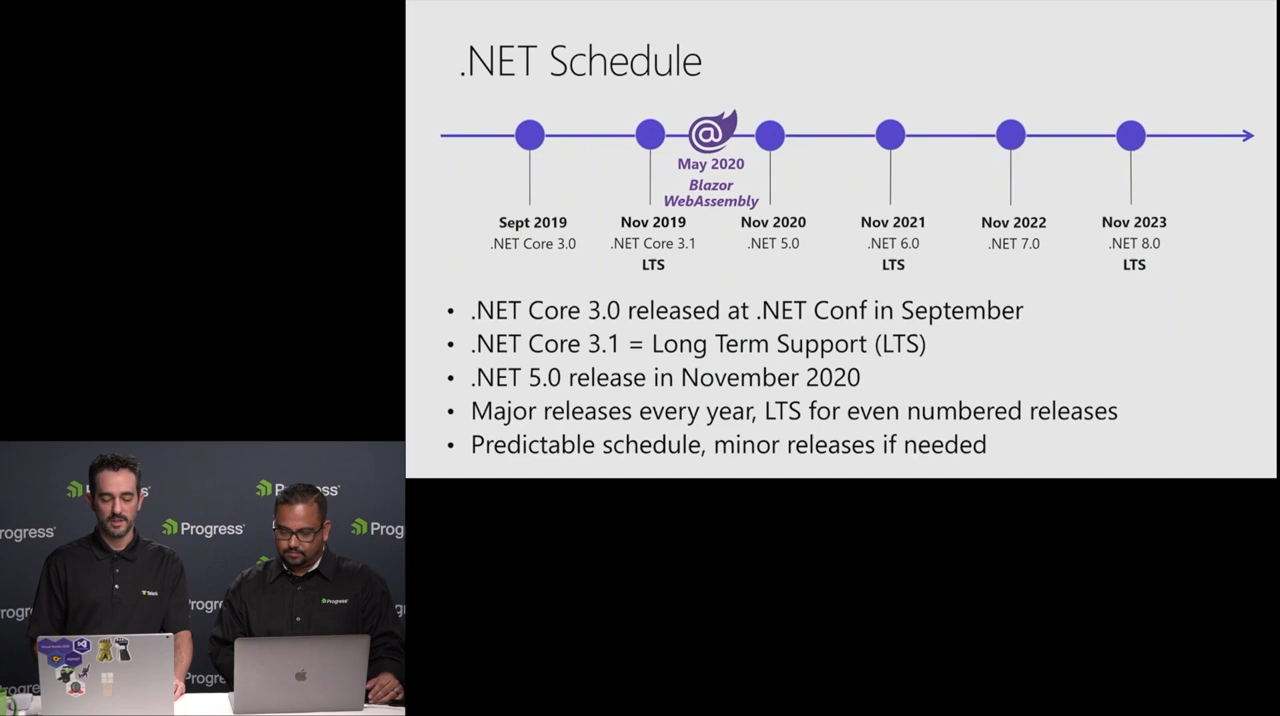 .NET Schedule
May 2020
Blazor
WebAssembly
Sept 2019
.NET Core 3.0
Nov 2019
.NET Core 3.1
LTS
Nov 2020
.NET 5.0
Nov 2021
.NET 6.0
LTS
Nov 2022
.NET 7.0
Nov 2023
.NET 8.0
LTS
• .NET Core 3.0 released at .NET Conf in September
• .NET Core 3.1 = Long Term Support (LTS)
• .NET 5.0 release in November 2020
• Major releases every year, LTS for even numbered releases
• Predictable schedule, minor releases if needed
Progress
Progress
Progress
Telerik
Progress